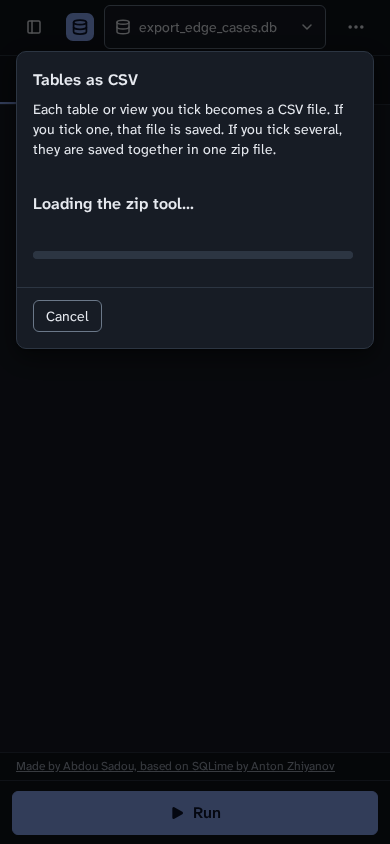 export_edge_cases.db
Tables as CSV
Each table or view you tick becomes a CSV file. If
you tick one, that file is saved. If you tick several,
they are saved together in one zip file.
Loading the zip tool...
Cancel
Made by Abdou Sadou, based on SQLime by Anton Zhiyanov
Run